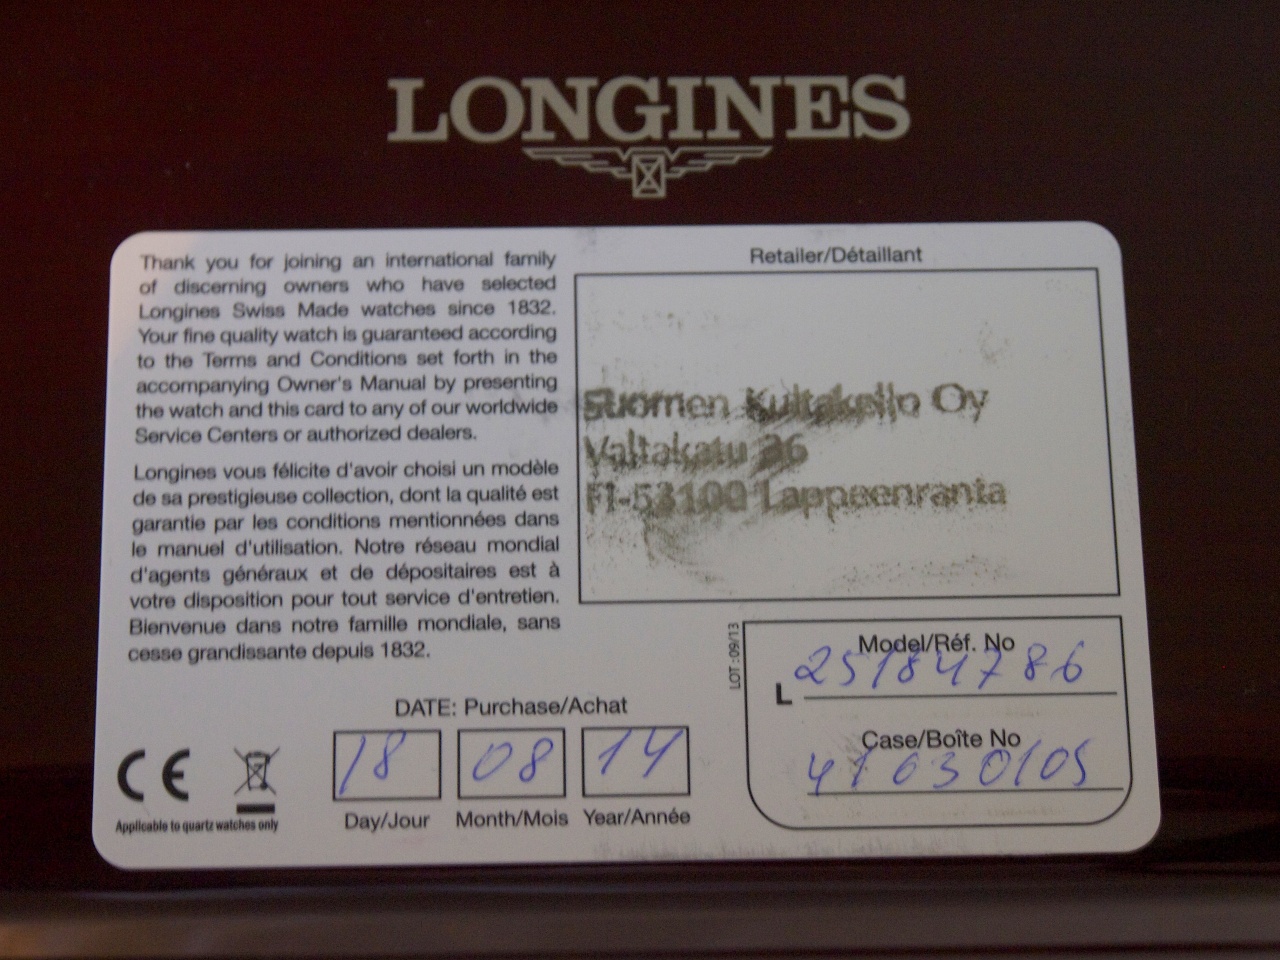 LONGINES
Thank you for joining an international family
of discerning owners who have selected
Longines Swiss Made watches since 1832.
Your fine quality watch is guaranteed according
to the Terms and Conditions set forth in the
accompanying Owner's Manual by presenting
the watch and this card to any of our worldwide
Service Centers or authorized dealers.
Longines vous félicite d'avoir choisi un modèle
de sa prestigieuse collection, dont la qualité est
garantie par les conditions mentionnées dans
le manuel d'utilisation. Notre réseau mondial
d'agents généraux et de dépositaires est à
votre disposition pour tout service d'entretien.
Bienvenue dans notre famille mondiale, sans
cesse grandissante depuis 1832.
Retailer/Détaillant
Suomen Kultakello Oy
Valtakatu 36
FI-53100 Lappeenranta
LOT : 09/13
Model/Réf. No
L 25184786
Case/Boîte No
41030105
DATE: Purchase/Achat
18 08 14
Day/Jour Month/Mois Year/Année
CE
Applicable to quartz watches only